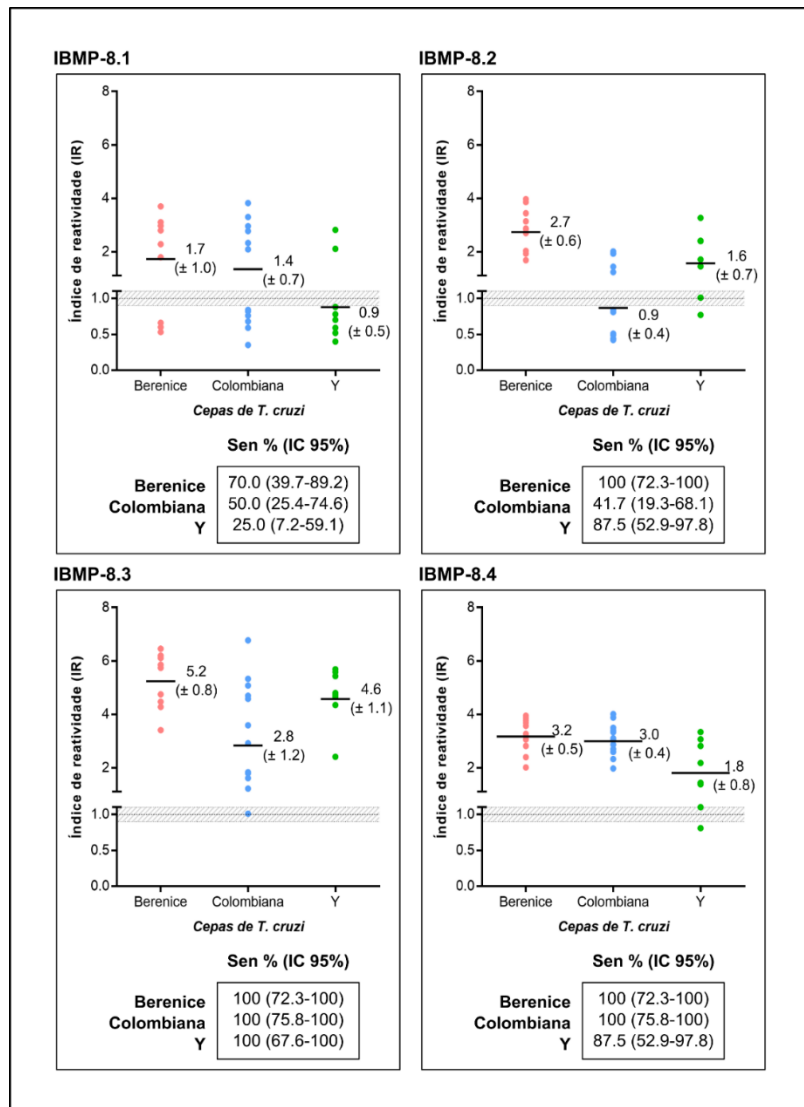 IBMP-8.1
Índice de reatividade (IR)
8
6
4
2
1.0
0.5
0.0
1.7
(± 1.0)
1.4
(± 0.7)
0.9
(± 0.5)
Berenice Colombiana Y
Cepas de T. cruzi
Sen % (IC 95%)
Berenice 70.0 (39.7-89.2)
Colombiana 50.0 (25.4-74.6)
Y 25.0 (7.2-59.1)
IBMP-8.2
Índice de reatividade (IR)
8
6
4
2
1.0
0.5
0.0
2.7
(± 0.6)
0.9
(± 0.4)
1.6
(± 0.7)
Berenice Colombiana Y
Cepas de T. cruzi
Sen % (IC 95%)
Berenice 100 (72.3-100)
Colombiana 41.7 (19.3-68.1)
Y 87.5 (52.9-97.8)
IBMP-8.3
Índice de reatividade (IR)
8
6
4
2
1.0
0.5
0.0
5.2
(± 0.8)
2.8
(± 1.2)
4.6
(± 1.1)
Berenice Colombiana Y
Cepas de T. cruzi
Sen % (IC 95%)
Berenice 100 (72.3-100)
Colombiana 100 (75.8-100)
Y 100 (67.6-100)
IBMP-8.4
Índice de reatividade (IR)
8
6
4
2
1.0
0.5
0.0
3.2
(± 0.5)
3.0
(± 0.4)
1.8
(± 0.8)
Berenice Colombiana Y
Cepas de T. cruzi
Sen % (IC 95%)
Berenice 100 (72.3-100)
Colombiana 100 (75.8-100)
Y 87.5 (52.9-97.8)